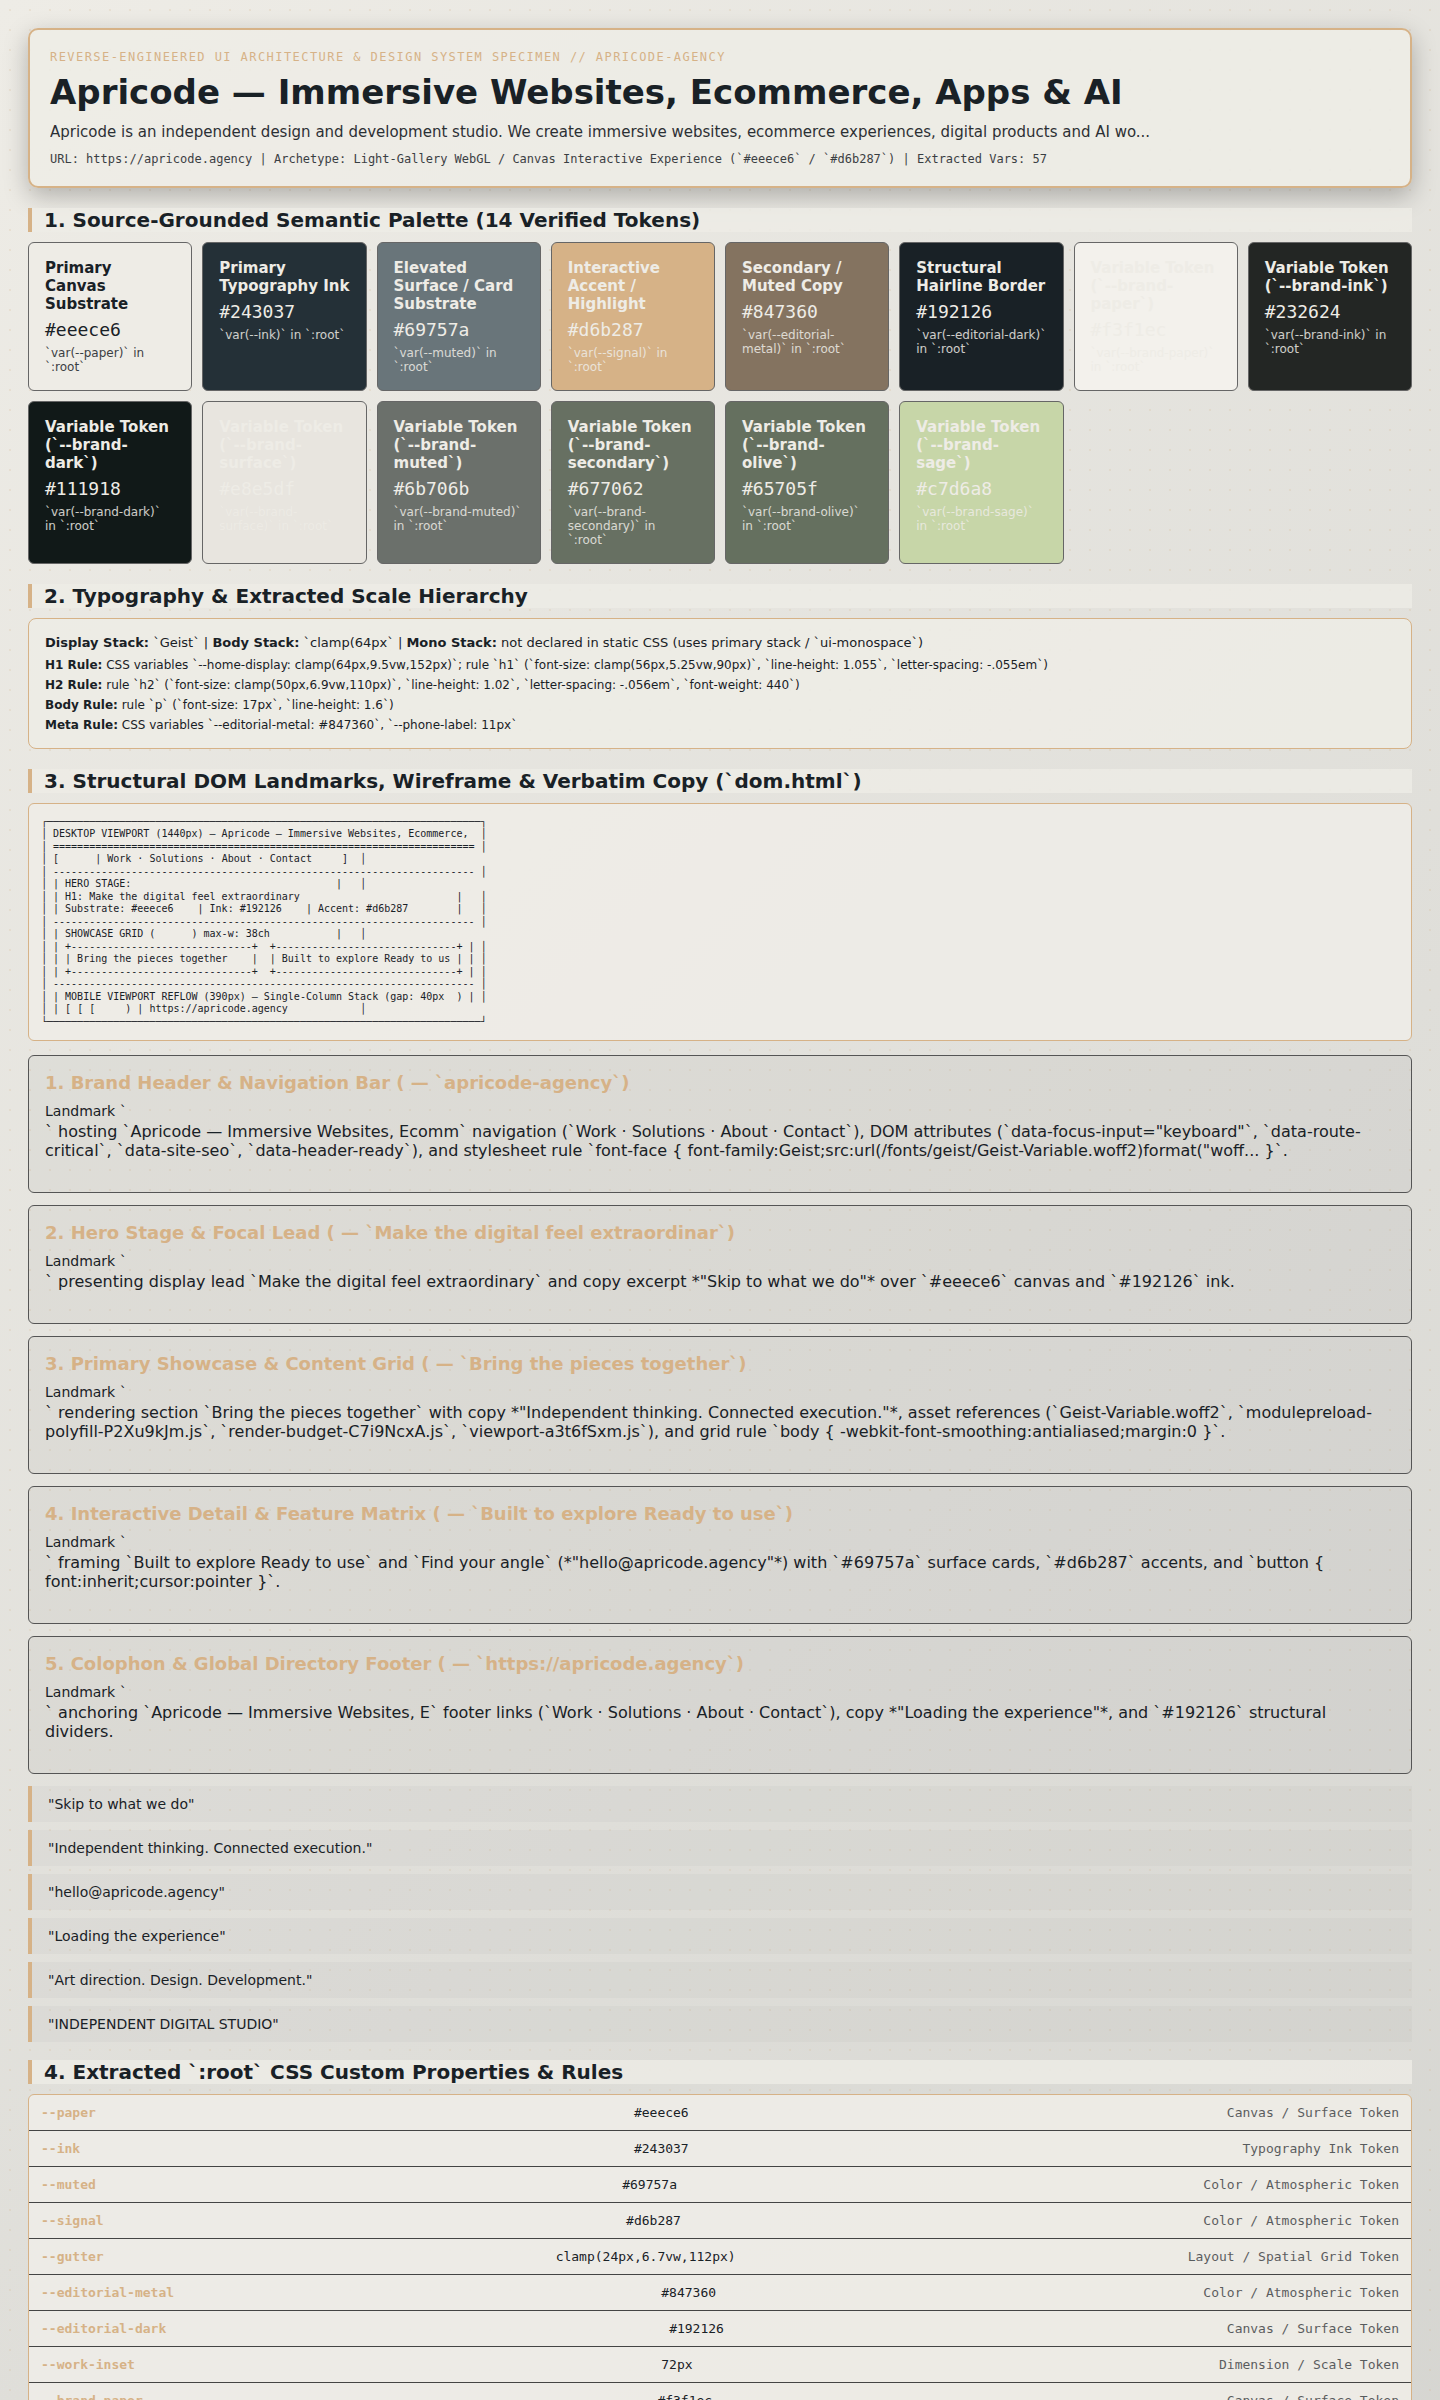 REVERSE-ENGINEERED UI ARCHITECTURE & DESIGN SYSTEM SPECIMEN // APRICODE-AGENCY
Apricode — Immersive Websites, Ecommerce, Apps & AI
Apricode is an independent design and development studio. We create immersive websites, ecommerce experiences, digital products and AI wo...
URL: https://apricode.agency | Archetype: Light-Gallery WebGL / Canvas Interactive Experience (`#eeece6` / `#d6b287`) | Extracted Vars: 57
1. Source-Grounded Semantic Palette (14 Verified Tokens)
Primary
Canvas
Substrate
#eeece6
`var(--paper)` in
`:root`
Primary
Typography Ink
#243037
`var(--ink)` in `:root`
Elevated
Surface / Card
Substrate
#69757a
`var(--muted)` in
`:root`
Interactive
Accent /
Highlight
#d6b287
`var(--signal)` in
`:root`
Secondary /
Muted Copy
#847360
`var(--editorial-
metal)` in `:root`
Structural
Hairline Border
#192126
`var(--editorial-dark)`
in `:root`
Variable Token
(`--brand-
paper`)
#f3f1ec
`var(--brand-paper)`
in `:root`
Variable Token
(`--brand-ink`)
#232624
`var(--brand-ink)` in
`:root`
Variable Token
(`--brand-
dark`)
#111918
`var(--brand-dark)`
in `:root`
Variable Token
(`--brand-
surface`)
#e8e5df
`var(--brand-
surface)` in `:root`
Variable Token
(`--brand-
muted`)
#6b706b
`var(--brand-muted)`
in `:root`
Variable Token
(`--brand-
secondary`)
#677062
`var(--brand-
secondary)` in
`:root`
Variable Token
(`--brand-
olive`)
#65705f
`var(--brand-olive)`
in `:root`
Variable Token
(`--brand-
sage`)
#c7d6a8
`var(--brand-sage)`
in `:root`
2. Typography & Extracted Scale Hierarchy
Display Stack: `Geist` | Body Stack: `clamp(64px` | Mono Stack: not declared in static CSS (uses primary stack / `ui-monospace`)
H1 Rule: CSS variables `--home-display: clamp(64px,9.5vw,152px)`; rule `h1` (`font-size: clamp(56px,5.25vw,90px)`, `line-height: 1.055`, `letter-spacing: -.055em`)
H2 Rule: rule `h2` (`font-size: clamp(50px,6.9vw,110px)`, `line-height: 1.02`, `letter-spacing: -.056em`, `font-weight: 440`)
Body Rule: rule `p` (`font-size: 17px`, `line-height: 1.6`)
Meta Rule: CSS variables `--editorial-metal: #847360`, `--phone-label: 11px`
3. Structural DOM Landmarks, Wireframe & Verbatim Copy (`dom.html`)
DESKTOP VIEWPORT (1440px) — Apricode — Immersive Websites, Ecommerce,
======================================================================
[ | Work · Solutions · About · Contact ] |
----------------------------------------------------------------------
| HERO STAGE: |
| H1: Make the digital feel extraordinary |
| Substrate: #eeece6 | Ink: #192126 | Accent: #d6b287 |
----------------------------------------------------------------------
| SHOWCASE GRID ( ) max-w: 38ch |
| +------------------------------+ +------------------------------+ |
| | Bring the pieces together | | Built to explore Ready to us | |
| +------------------------------+ +------------------------------+ |
----------------------------------------------------------------------
| MOBILE VIEWPORT REFLOW (390px) — Single-Column Stack (gap: 40px ) |
| [ [ [ ) | https://apricode.agency
1. Brand Header & Navigation Bar ( — `apricode-agency`)
Landmark `
` hosting `Apricode — Immersive Websites, Ecomm` navigation (`Work · Solutions · About · Contact`), DOM attributes (`data-focus-input="keyboard"`, `data-route-
critical`, `data-site-seo`, `data-header-ready`), and stylesheet rule `font-face { font-family:Geist;src:url(/fonts/geist/Geist-Variable.woff2)format("woff... }`.
2. Hero Stage & Focal Lead ( — `Make the digital feel extraordinar`)
Landmark `
` presenting display lead `Make the digital feel extraordinary` and copy excerpt *"Skip to what we do"* over `#eeece6` canvas and `#192126` ink.
3. Primary Showcase & Content Grid ( — `Bring the pieces together`)
Landmark `
` rendering section `Bring the pieces together` with copy *"Independent thinking. Connected execution."*, asset references (`Geist-Variable.woff2`, `modulepreload-
polyfill-P2Xu9kJm.js`, `render-budget-C7i9NcxA.js`, `viewport-a3t6fSxm.js`), and grid rule `body { -webkit-font-smoothing:antialiased;margin:0 }`.
4. Interactive Detail & Feature Matrix ( — `Built to explore Ready to use`)
Landmark `
` framing `Built to explore Ready to use` and `Find your angle` (*"hello@apricode.agency"*) with `#69757a` surface cards, `#d6b287` accents, and `button {
font:inherit;cursor:pointer }`.
5. Colophon & Global Directory Footer ( — `https://apricode.agency`)
Landmark `
` anchoring `Apricode — Immersive Websites, E` footer links (`Work · Solutions · About · Contact`), copy *"Loading the experience"*, and `#192126` structural
dividers.
"Skip to what we do"
"Independent thinking. Connected execution."
"hello@apricode.agency"
"Loading the experience"
"Art direction. Design. Development."
"INDEPENDENT DIGITAL STUDIO"
4. Extracted `:root` CSS Custom Properties & Rules
--paper #eeece6 Canvas / Surface Token
--ink #243037 Typography Ink Token
--muted #69757a Color / Atmospheric Token
--signal #d6b287 Color / Atmospheric Token
--gutter clamp(24px,6.7vw,112px) Layout / Spatial Grid Token
--editorial-metal #847360 Color / Atmospheric Token
--editorial-dark #192126 Canvas / Surface Token
--work-inset 72px Dimension / Scale Token
--brand-paper #f3f1ec Canvas / Surface Token